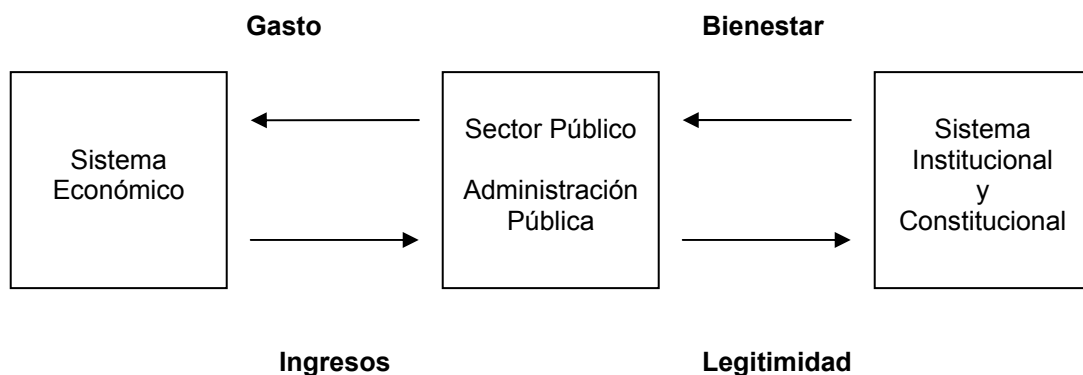 Gasto
Bienestar
Sistema
Económico
Sector Público
Administración
Pública
Sistema
Institucional
y
Constitucional
Ingresos
Legitimidad